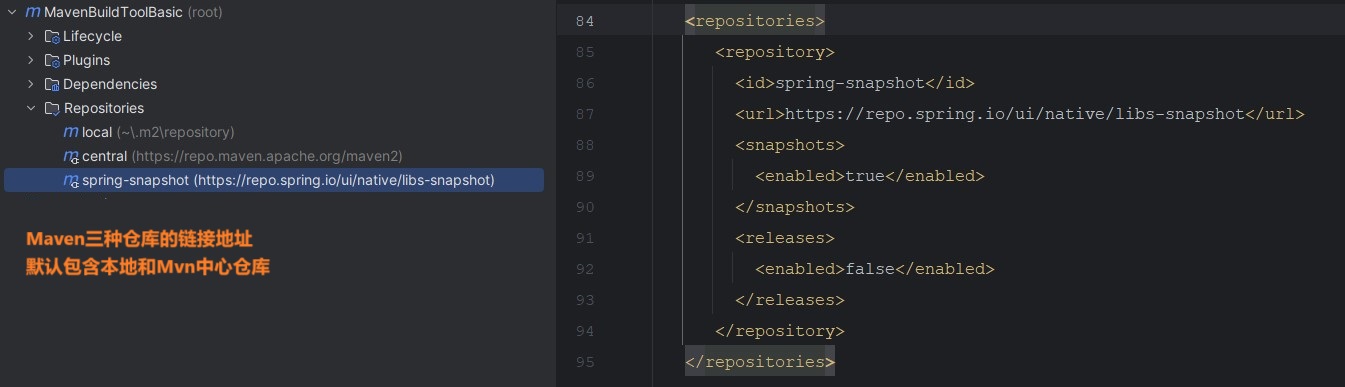 MavenBuildToolBasic (root)
Lifecycle
Plugins
Dependencies
Repositories
local (~\.m2\repository)
central (https://repo.maven.apache.org/maven2)
spring-snapshot (https://repo.spring.io/ui/native/libs-snapshot)
Maven三种仓库的链接地址
默认包含本地和Mvn中心仓库
84 <repositories>
85 <repository>
86 <id>spring-snapshot</id>
87 <url>https://repo.spring.io/ui/native/libs-snapshot</url>
88 <snapshots>
89 <enabled>true</enabled>
90 </snapshots>
91 <releases>
92 <enabled>false</enabled>
93 </releases>
94 </repository>
95 </repositories>